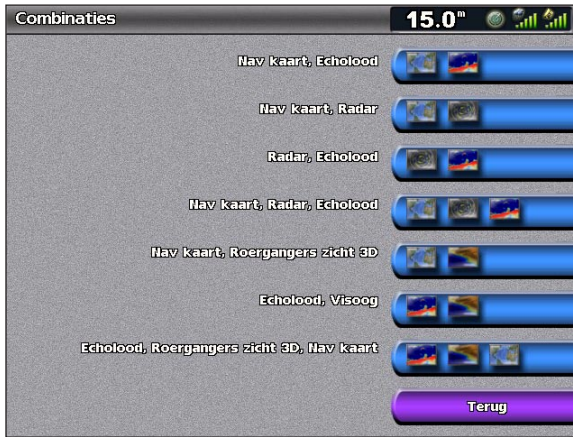 Combinaties
15.0m
Nav kaart, Echolood
Nav kaart, Radar
Radar, Echolood
Nav kaart, Radar, Echolood
Nav kaart, Roergangers zicht 3D
Echolood, Visoog
Echolood, Roergangers zicht 3D, Nav kaart
Terug